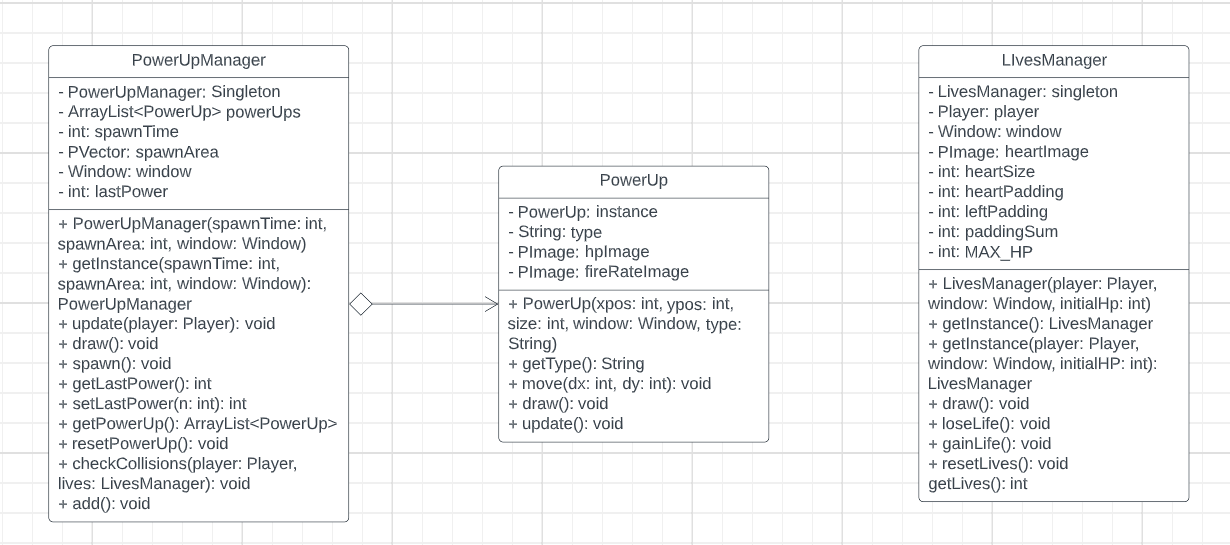 PowerUpManager
- PowerUpManager: Singleton
- ArrayList<PowerUp> powerUps
- int: spawnTime
- PVector: spawnArea
- Window: window
- int: lastPower
+ PowerUpManager(spawnTime: int,
spawnArea: int, window: Window)
+ getInstance(spawnTime: int,
spawnArea: int, window: Window):
PowerUpManager
+ update(player: Player): void
+ draw(): void
+ spawn(): void
+ getLastPower(): int
+ setLastPower(n: int): int
+ getPowerUp(): ArrayList<PowerUp>
+ resetPowerUp(): void
+ checkCollisions(player: Player,
lives: LivesManager): void
+ add(): void
PowerUp
- PowerUp: instance
- String: type
- PImage: hpImage
- PImage: fireRateImage
+ PowerUp(xpos: int, ypos: int,
size: int, window: Window, type:
String)
+ getType(): String
+ move(dx: int, dy: int): void
+ draw(): void
+ update(): void
LIvesManager
- LivesManager: singleton
- Player: player
- Window: window
- PImage: heartImage
- int: heartSize
- int: heartPadding
- int: leftPadding
- int: paddingSum
- int: MAX_HP
+ LivesManager(player: Player,
window: Window, initialHp: int)
+ getInstance(): LivesManager
+ getInstance(player: Player,
window: Window, initialHP: int):
LivesManager
+ draw(): void
+ loseLife(): void
+ gainLife(): void
+ resetLives(): void
getLives(): int